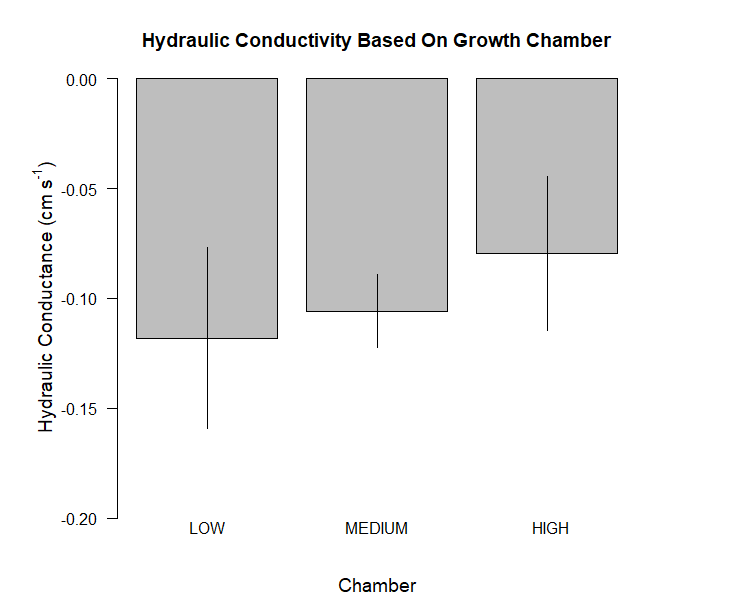 Hydraulic Conductivity Based On Growth Chamber
Hydraulic Conductance (cm s⁻¹)
0.00
-0.05
-0.10
-0.15
-0.20
LOW MEDIUM HIGH
Chamber